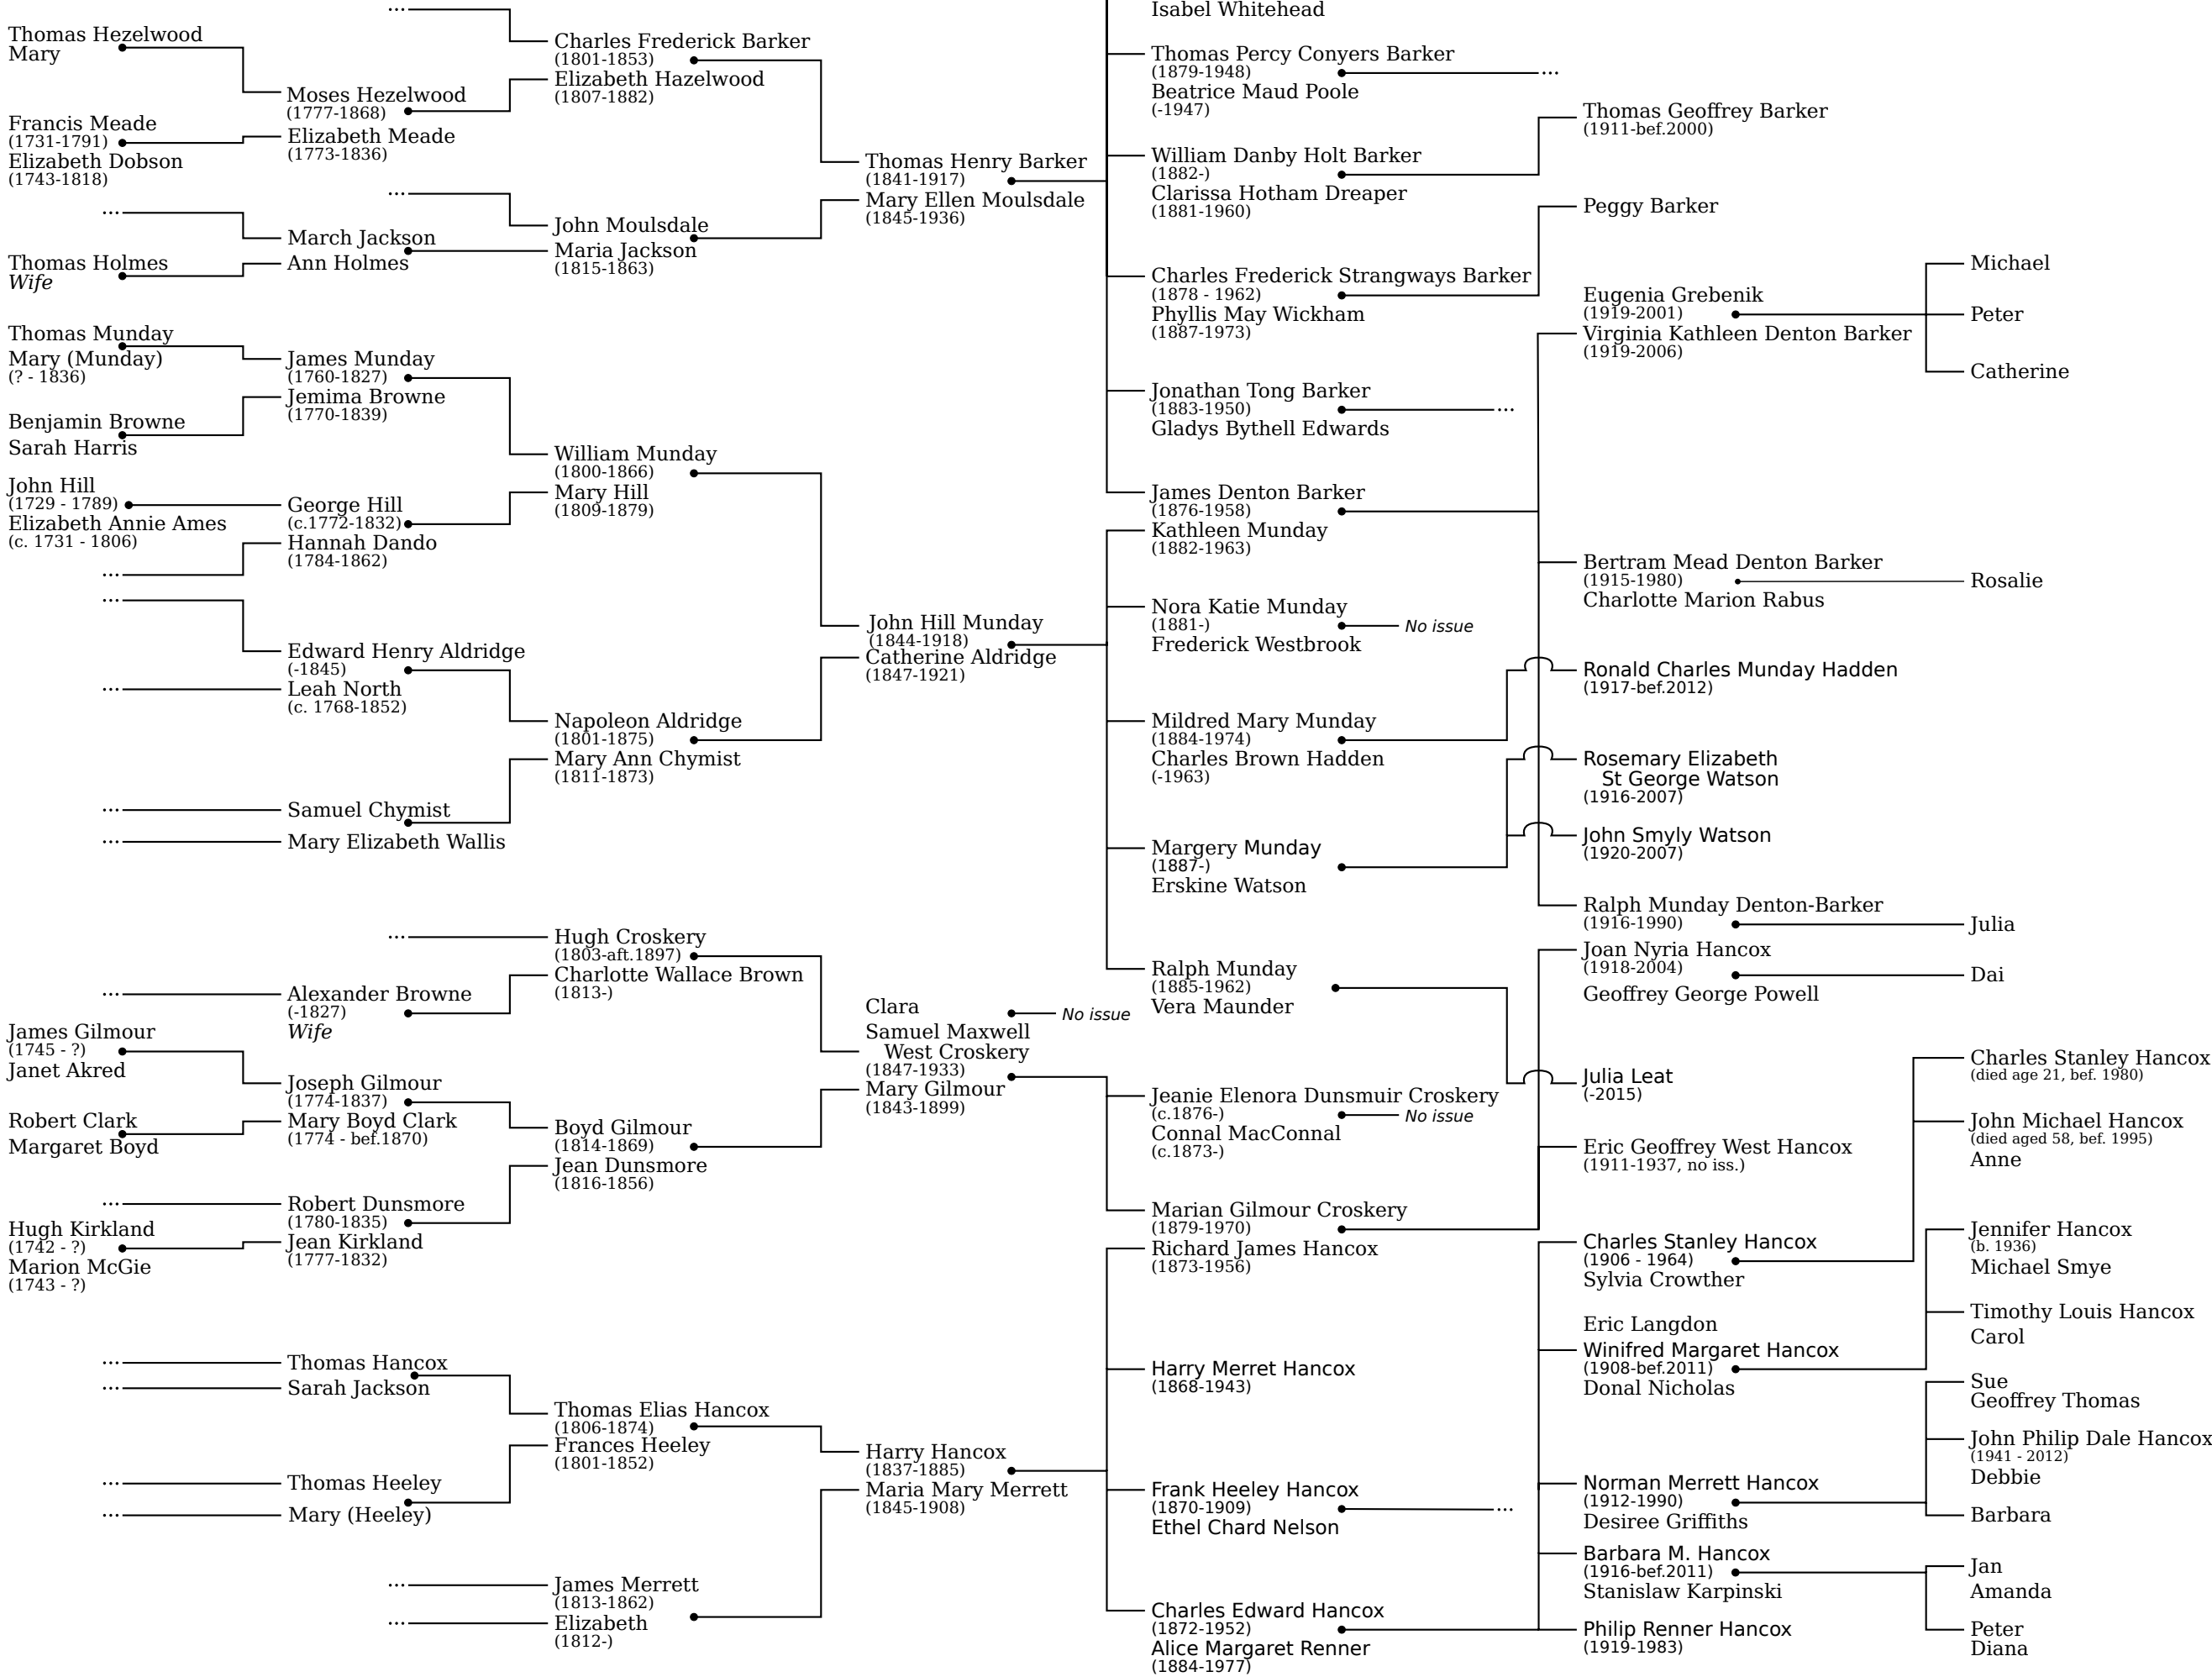 ...
Thomas Hezelwood
Mary
Francis Meade
(1731-1791)
Elizabeth Dobson
(1743-1818)
...
Thomas Holmes
Wife
Thomas Munday
Mary (Munday)
(? - 1836)
Benjamin Browne
Sarah Harris
John Hill
(1729 - 1789)
Elizabeth Annie Ames
(c. 1731 - 1806)
...
...
...
...
...
...
James Gilmour
(1745 - ?)
Janet Akred
Robert Clark
Margaret Boyd
...
Hugh Kirkland
(1742 - ?)
Marion McGie
(1743 - ?)
...
...
...
...
Moses Hezelwood
(1777-1868)
Elizabeth Meade
(1773-1836)
...
March Jackson
Ann Holmes
James Munday
(1760-1827)
Jemima Browne
(1770-1839)
George Hill
(c.1772-1832)
Hannah Dando
(1784-1862)
Edward Henry Aldridge
(-1845)
Leah North
(c. 1768-1852)
Samuel Chymist
Mary Elizabeth Wallis
...
Alexander Browne
(-1827)
Wife
Joseph Gilmour
(1774-1837)
Mary Boyd Clark
(1774 - bef.1870)
Robert Dunsmore
(1780-1835)
Jean Kirkland
(1777-1832)
Thomas Hancox
Sarah Jackson
Thomas Heeley
Mary (Heeley)
...
...
Charles Frederick Barker
(1801-1853)
Elizabeth Hazelwood
(1807-1882)
John Moulsdale
Maria Jackson
(1815-1863)
William Munday
(1800-1866)
Mary Hill
(1809-1879)
Napoleon Aldridge
(1801-1875)
Mary Ann Chymist
(1811-1873)
Hugh Croskery
(1803-aft.1897)
Charlotte Wallace Brown
(1813-)
Boyd Gilmour
(1814-1869)
Jean Dunsmore
(1816-1856)
Thomas Elias Hancox
(1806-1874)
Frances Heeley
(1801-1852)
James Merrett
(1813-1862)
Elizabeth
(1812-)
Thomas Henry Barker
(1841-1917)
Mary Ellen Moulsdale
(1845-1936)
John Hill Munday
(1844-1918)
Catherine Aldridge
(1847-1921)
Clara
No issue
Samuel Maxwell
West Croskery
(1847-1933)
Mary Gilmour
(1843-1899)
Harry Hancox
(1837-1885)
Maria Mary Merrett
(1845-1908)
Isabel Whitehead
Thomas Percy Conyers Barker
(1879-1948)
...
Beatrice Maud Poole
(-1947)
William Danby Holt Barker
(1882-)
Clarissa Hotham Dreaper
(1881-1960)
Charles Frederick Strangways Barker
(1878 - 1962)
Phyllis May Wickham
(1887-1973)
Jonathan Tong Barker
(1883-1950)
...
Gladys Bythell Edwards
James Denton Barker
(1876-1958)
Kathleen Munday
(1882-1963)
Nora Katie Munday
(1881-)
No issue
Frederick Westbrook
Mildred Mary Munday
(1884-1974)
Charles Brown Hadden
(-1963)
Margery Munday
(1887-)
Erskine Watson
Ralph Munday
(1885-1962)
Vera Maunder
Jeanie Elenora Dunsmuir Croskery
(c.1876-)
No issue
Connal MacConnal
(c.1873-)
Marian Gilmour Croskery
(1879-1970)
Richard James Hancox
(1873-1956)
Harry Merret Hancox
(1868-1943)
Frank Heeley Hancox
(1870-1909)
...
Ethel Chard Nelson
Charles Edward Hancox
(1872-1952)
Alice Margaret Renner
(1884-1977)
Thomas Geoffrey Barker
(1911-bef.2000)
Peggy Barker
Eugenia Grebenik
(1919-2001)
Virginia Kathleen Denton Barker
(1919-2006)
Bertram Mead Denton Barker
(1915-1980)
Charlotte Marion Rabus
Ronald Charles Munday Hadden
(1917-bef.2012)
Rosemary Elizabeth
St George Watson
(1916-2007)
John Smyly Watson
(1920-2007)
Ralph Munday Denton-Barker
(1916-1990)
Joan Nyria Hancox
(1918-2004)
Geoffrey George Powell
Julia Leat
(-2015)
Eric Geoffrey West Hancox
(1911-1937, no iss.)
Charles Stanley Hancox
(1906 - 1964)
Sylvia Crowther
Eric Langdon
Winifred Margaret Hancox
(1908-bef.2011)
Donal Nicholas
Norman Merrett Hancox
(1912-1990)
Desiree Griffiths
Barbara M. Hancox
(1916-bef.2011)
Stanislaw Karpinski
Philip Renner Hancox
(1919-1983)
Michael
Peter
Catherine
Rosalie
Julia
Dai
Charles Stanley Hancox
(died age 21, bef. 1980)
John Michael Hancox
(died aged 58, bef. 1995)
Anne
Jennifer Hancox
(b. 1936)
Michael Smye
Timothy Louis Hancox
Carol
Sue
Geoffrey Thomas
John Philip Dale Hancox
(1941 - 2012)
Debbie
Barbara
Jan
Amanda
Peter
Diana